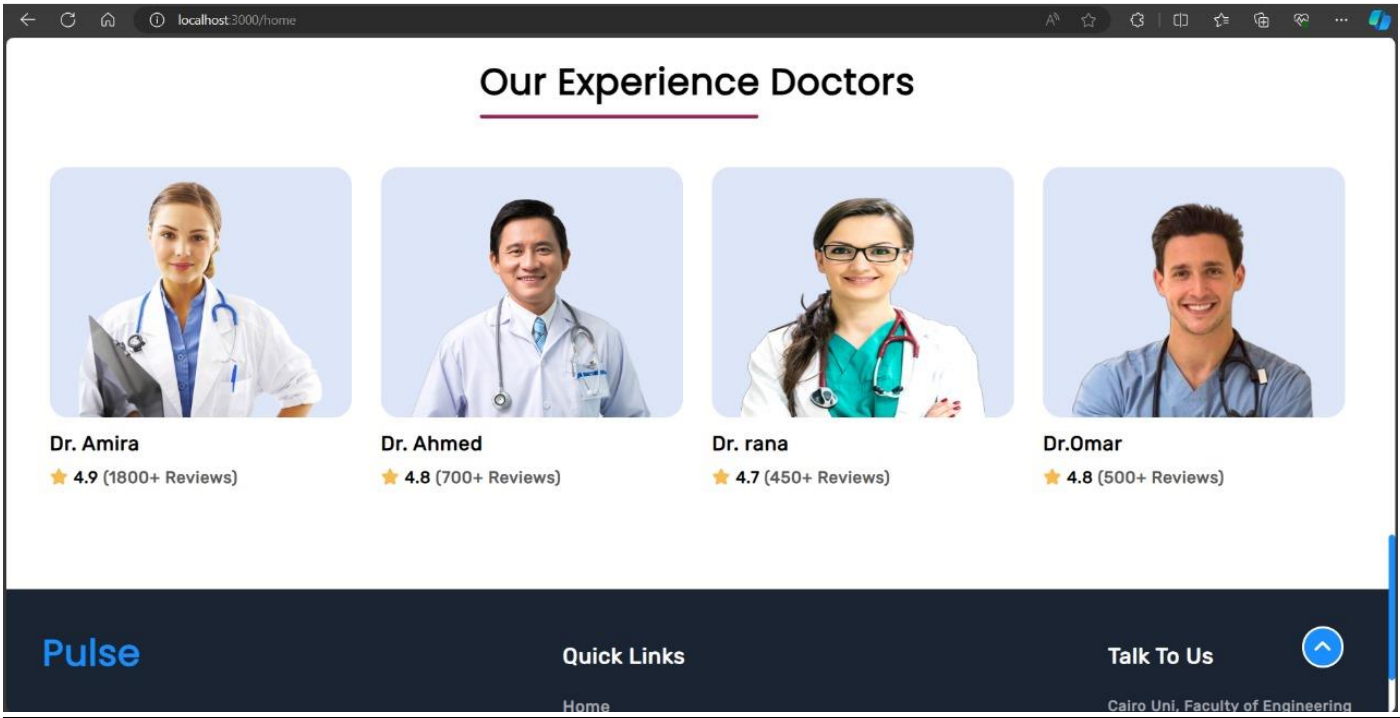 localhost:3000/home
Our Experience Doctors
Dr. Amira
4.9 (1800+ Reviews)
Dr. Ahmed
4.8 (700+ Reviews)
Dr. rana
4.7 (450+ Reviews)
Dr.Omar
4.8 (500+ Reviews)
Pulse
Quick Links
Home
Talk To Us
Cairo Uni, Faculty of Engineering